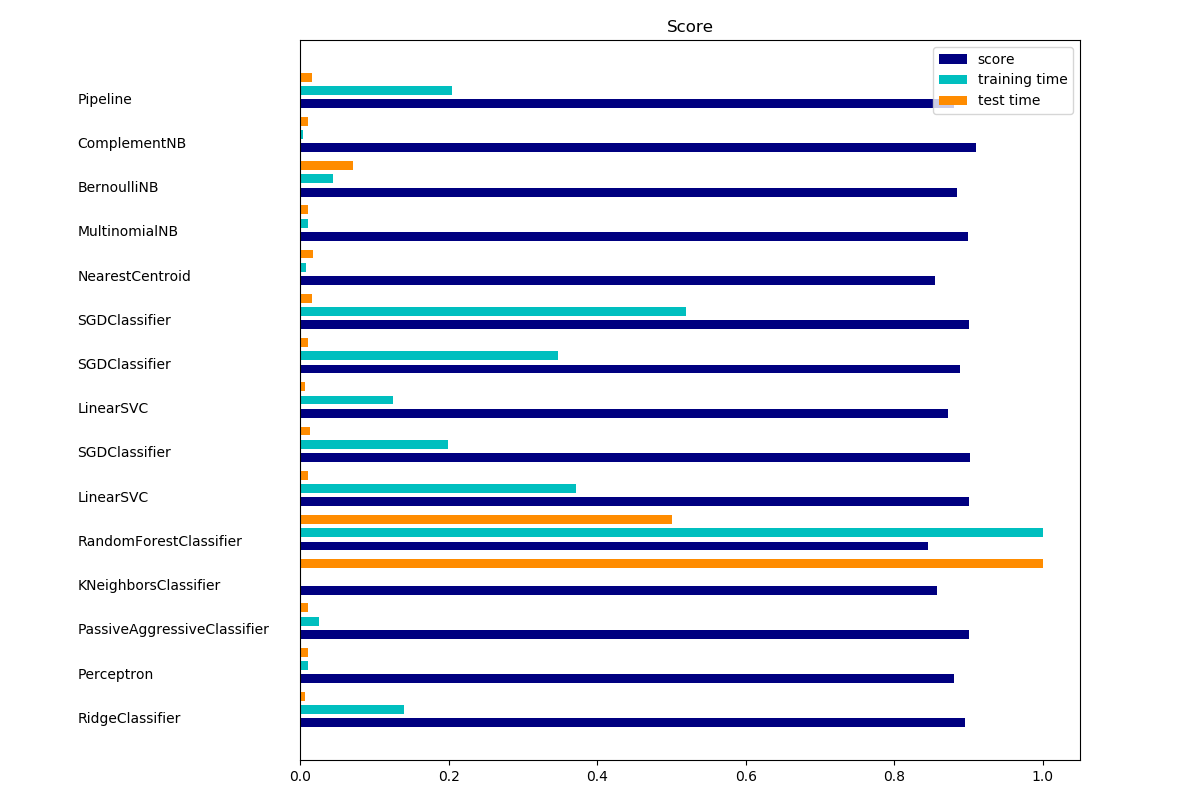 Score
score
training time
test time
Pipeline
ComplementNB
BernoulliNB
MultinomialNB
NearestCentroid
SGDClassifier
SGDClassifier
LinearSVC
SGDClassifier
LinearSVC
RandomForestClassifier
KNeighborsClassifier
PassiveAggressiveClassifier
Perceptron
RidgeClassifier
0.0 0.2 0.4 0.6 0.8 1.0